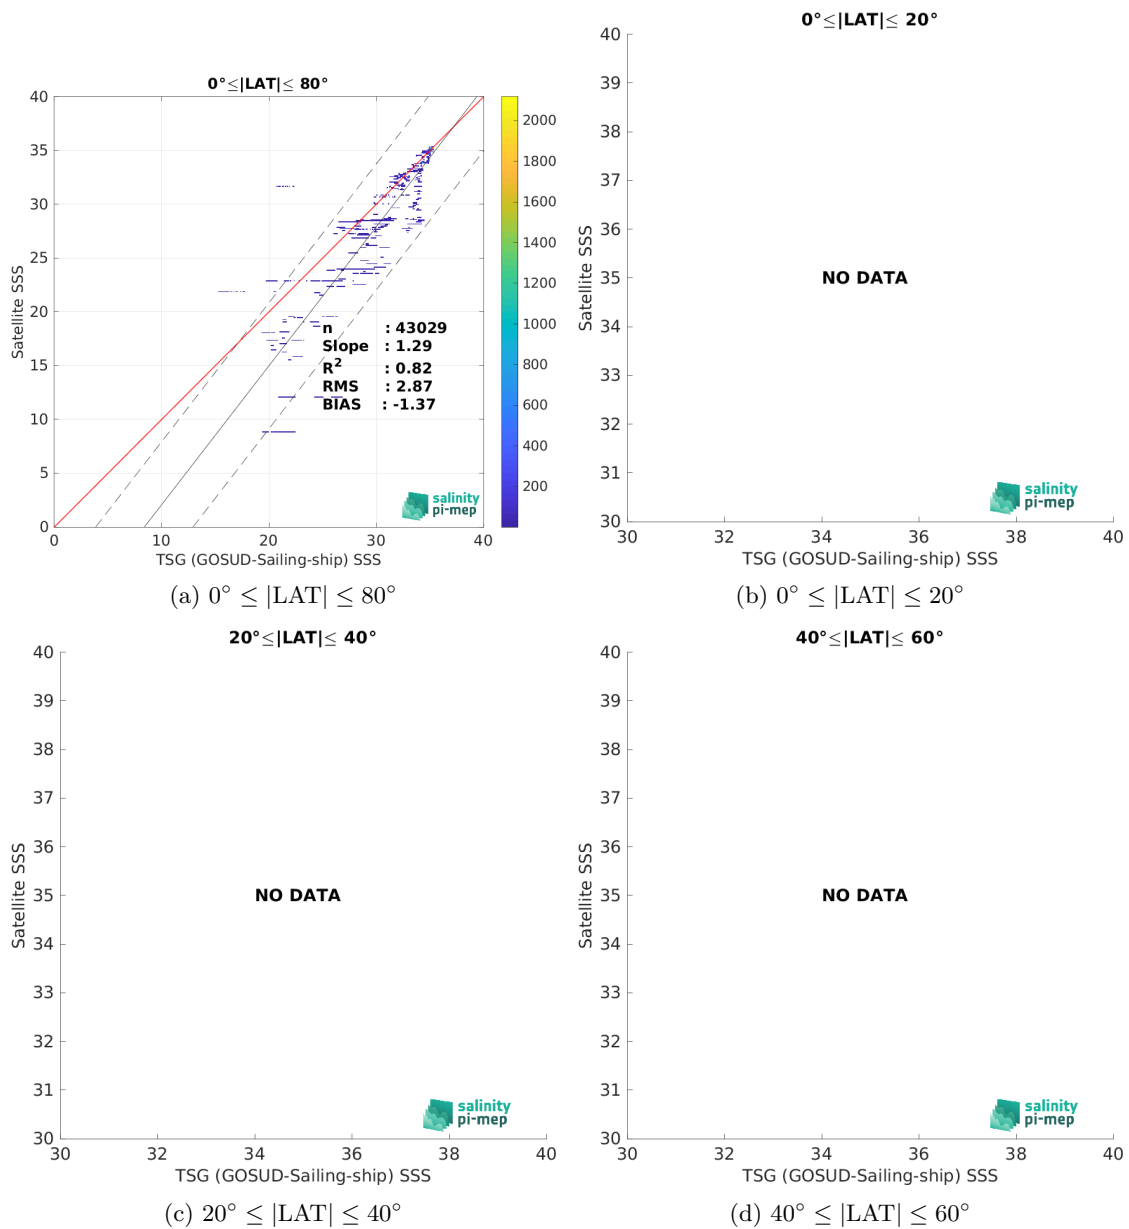 0°≤|LAT|≤ 80°
40
35
30
25
20
15
10
5
0
0
10
20
30
40
Satellite SSS
TSG (GOSUD-Sailing-ship) SSS
n : 43029
Slope : 1.29
R² : 0.82
RMS : 2.87
BIAS : -1.37
2000
1800
1600
1400
1200
1000
800
600
400
200
salinity
pi-mep
(a) 0° ≤ |LAT| ≤ 80°
0°≤|LAT|≤ 20°
40
39
38
37
36
35
34
33
32
31
30
30
32
34
36
38
40
Satellite SSS
NO DATA
salinity
pi-mep
TSG (GOSUD-Sailing-ship) SSS
(b) 0° ≤ |LAT| ≤ 20°
20°≤|LAT|≤ 40°
40
39
38
37
36
35
34
33
32
31
30
30
32
34
36
38
40
Satellite SSS
NO DATA
salinity
pi-mep
TSG (GOSUD-Sailing-ship) SSS
(c) 20° ≤ |LAT| ≤ 40°
40°≤|LAT|≤ 60°
40
39
38
37
36
35
34
33
32
31
30
30
32
34
36
38
40
Satellite SSS
NO DATA
salinity
pi-mep
TSG (GOSUD-Sailing-ship) SSS
(d) 40° ≤ |LAT| ≤ 60°